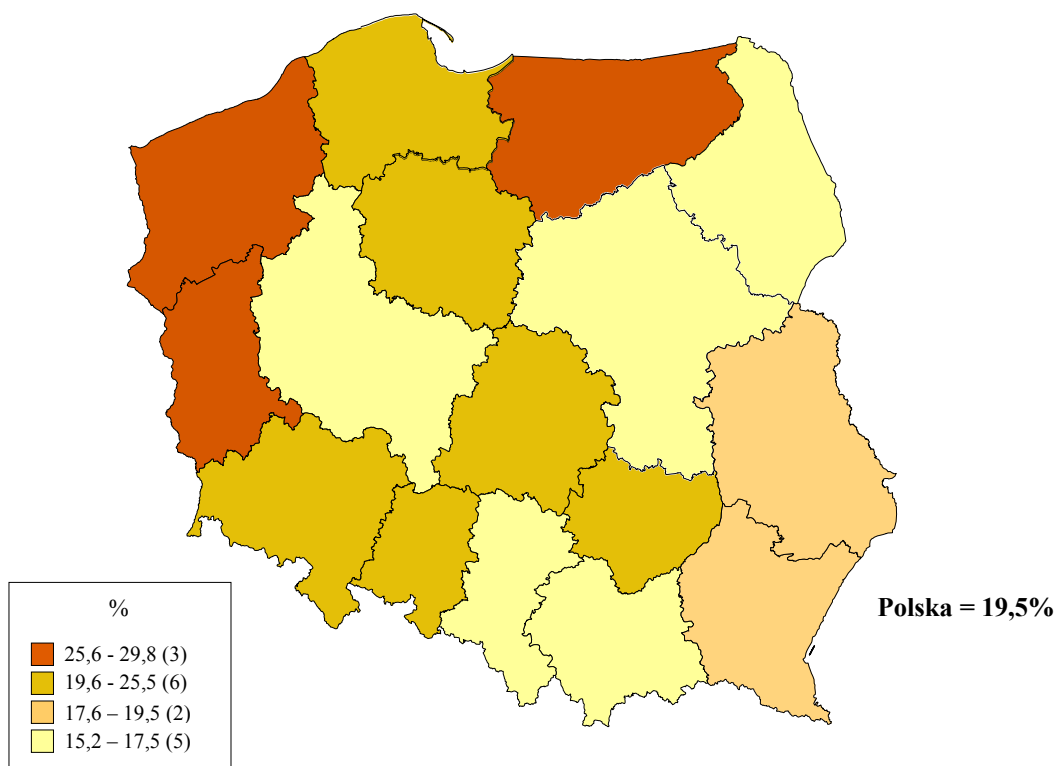 Polska = 19,5%
%
25,6 - 29,8 (3)
19,6 - 25,5 (6)
17,6 – 19,5 (2)
15,2 – 17,5 (5)